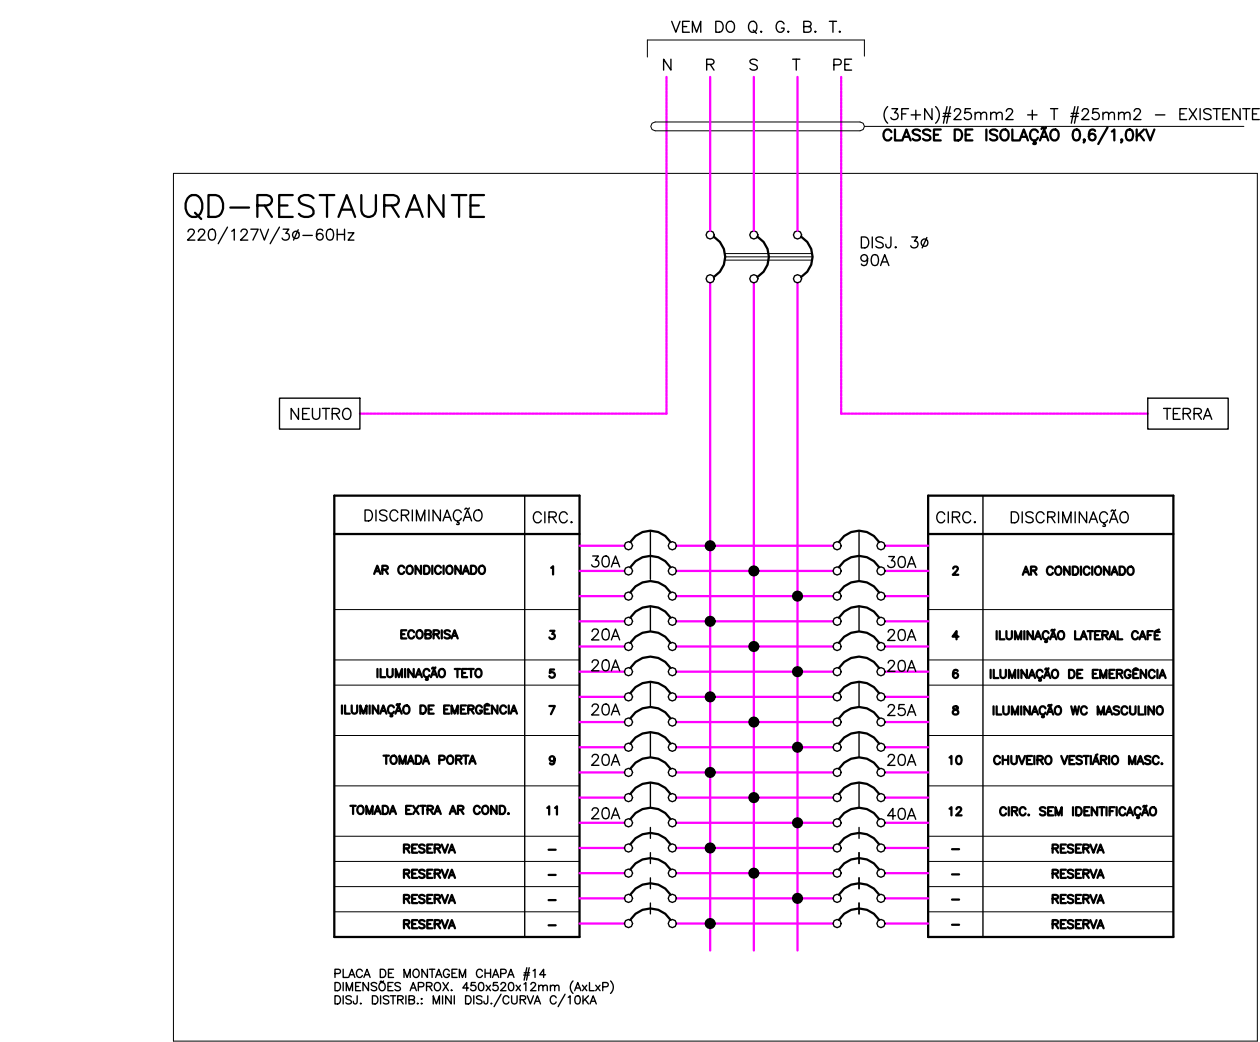 VEM DO Q. G. B. T.
N R S T PE
(3F+N)#25mm2 + T #25mm2 - EXISTENTE
CLASSE DE ISOLAÇÃO 0,6/1,0KV
QD-RESTAURANTE
220/127V/3ø-60Hz
DISJ. 3ø
90A
NEUTRO
TERRA
DISCRIMINAÇÃO CIRC. CIRC. DISCRIMINAÇÃO
AR CONDICIONADO 1 30A 30A 2 AR CONDICIONADO
ECOBRISA 3 20A 20A 4 ILUMINAÇÃO LATERAL CAFÉ
ILUMINAÇÃO TETO 5 20A 20A 6 ILUMINAÇÃO DE EMERGÊNCIA
ILUMINAÇÃO DE EMERGÊNCIA 7 20A 25A 8 ILUMINAÇÃO WC MASCULINO
TOMADA PORTA 9 20A 20A 10 CHUVEIRO VESTIÁRIO MASC.
TOMADA EXTRA AR COND. 11 20A 40A 12 CIRC. SEM IDENTIFICAÇÃO
RESERVA - - RESERVA
RESERVA - - RESERVA
RESERVA - - RESERVA
RESERVA - - RESERVA
PLACA DE MONTAGEM CHAPA #14
DIMENSÕES APROX. 450x520x12mm (AxLxP)
DISJ. DISTRIB.: MINI DISJ./CURVA C/10KA